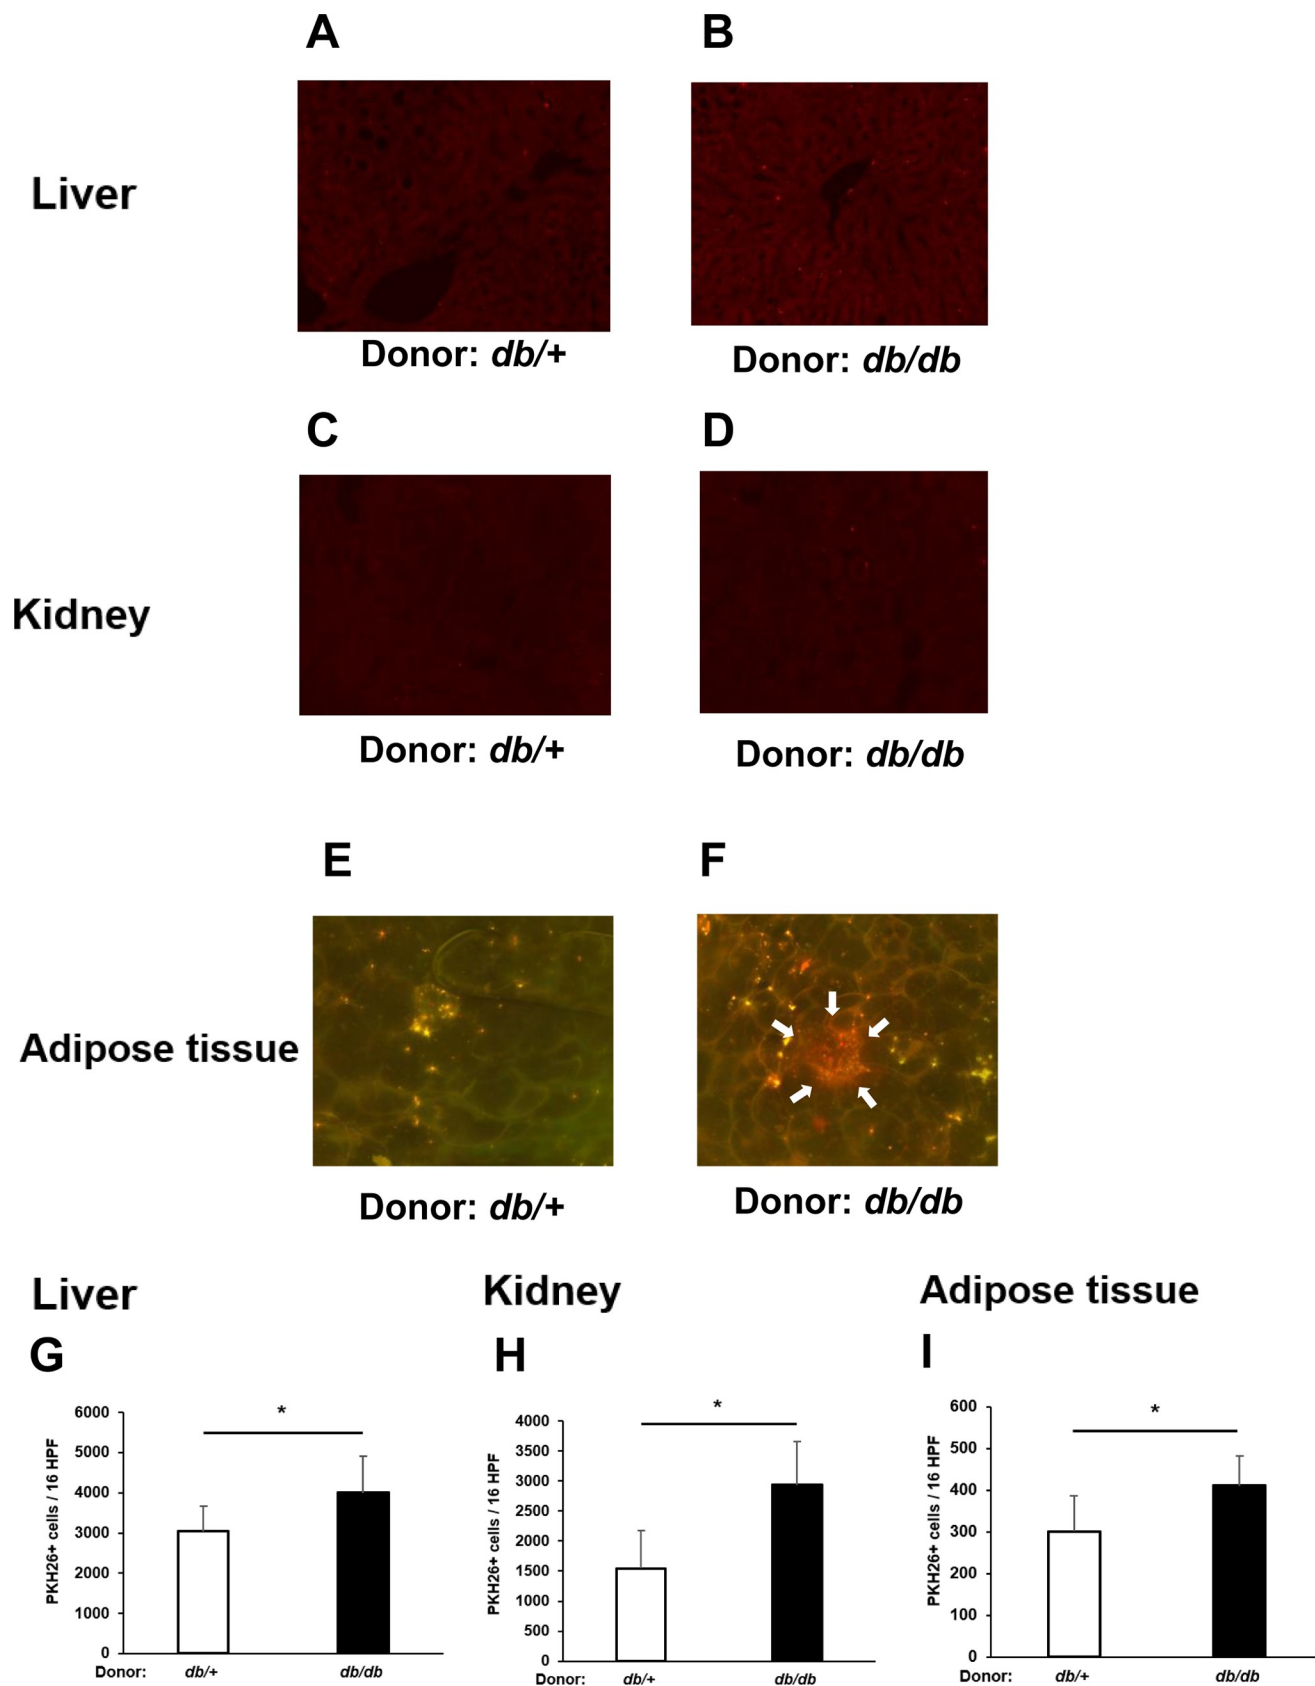 A
B
Liver
Donor: db/+
Donor: db/db
C
D
Kidney
Donor: db/+
Donor: db/db
E
F
Adipose tissue
Donor: db/+
Donor: db/db
Liver
Kidney
Adipose tissue
G
H
I
PKH26+ cells / 16 HPF
6000
5000
4000
3000
2000
1000
0
*
Donor:
db/+
db/db
PKH26+ cells / 16 HPF
4000
3500
3000
2500
2000
1500
1000
500
0
*
Donor:
db/+
db/db
PKH26+ cells / 16 HPF
600
500
400
300
200
100
0
*
Donor:
db/+
db/db